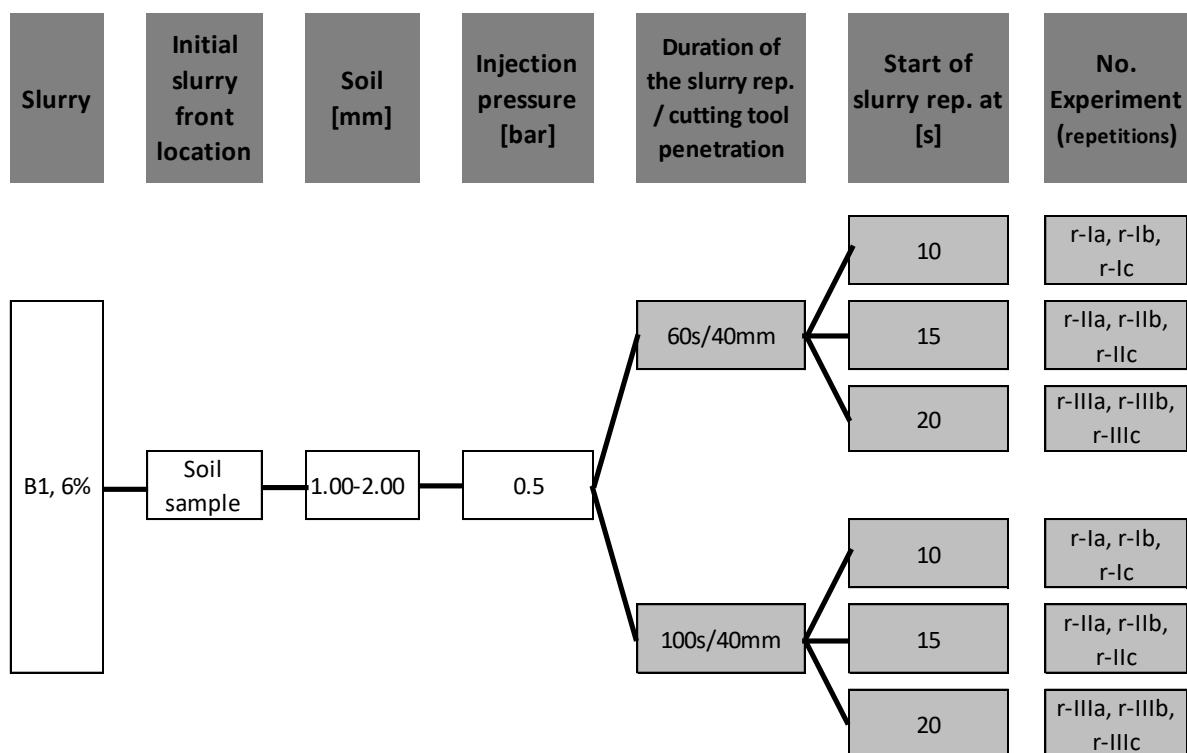 Slurry
Initial
slurry
front
location
Soil
[mm]
Injection
pressure
[bar]
Duration of
the slurry rep.
/ cutting tool
penetration
Start of
slurry rep. at
[s]
No.
Experiment
(repetitions)
B1, 6%
Soil
sample
1.00-2.00
0.5
60s/40mm
10
r-Ia, r-Ib,
r-Ic
15
r-IIa, r-IIb,
r-IIc
20
r-IIIa, r-IIIb,
r-IIIc
100s/40mm
10
r-Ia, r-Ib,
r-Ic
15
r-IIa, r-IIb,
r-IIc
20
r-IIIa, r-IIIb,
r-IIIc